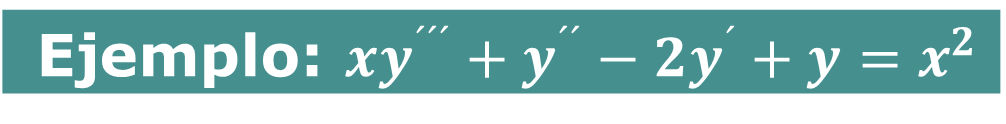 Ejemplo: xy´´´ + y´´ − 2y´ + y = x²